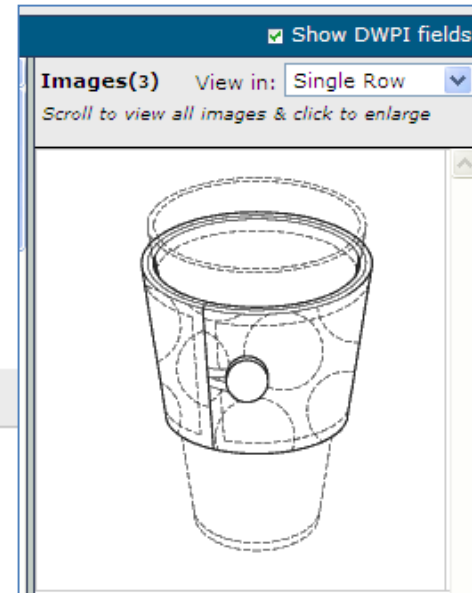 Show DWPI fields
Images(3) View in: Single Row
Scroll to view all images & click to enlarge